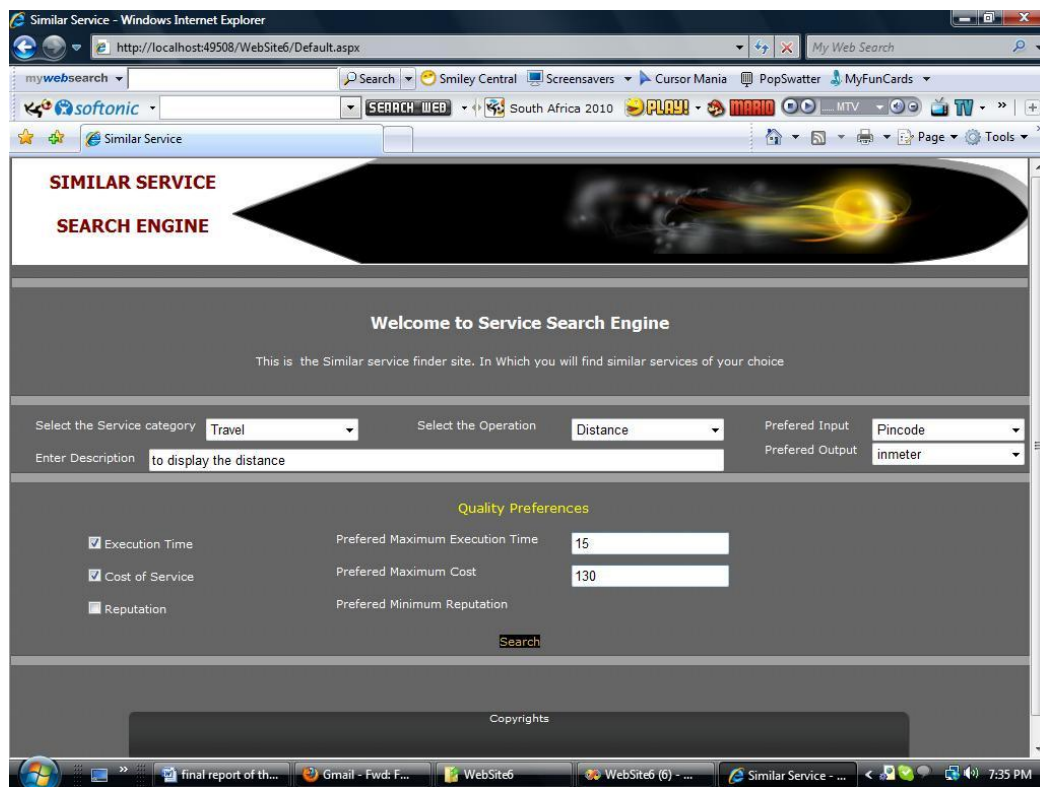 Similar Service - Windows Internet Explorer
http://localhost:49508/WebSite6/Default.aspx
My Web Search
mywebsearch
Search
Smiley Central
Screensavers
Cursor Mania
PopSwatter
MyFunCards
softonic
SEARCH WEB
South Africa 2010
PLAY!
MARIO
MTV
TV
Similar Service
Page
Tools
SIMILAR SERVICE
SEARCH ENGINE
Welcome to Service Search Engine
This is the Similar service finder site. In Which you will find similar services of your choice
Select the Service category Travel
Select the Operation Distance
Prefered Input Pincode
Enter Description to display the distance
Prefered Output inmeter
Quality Preferences
Execution Time Prefered Maximum Execution Time 15
Cost of Service Prefered Maximum Cost 130
Reputation Prefered Minimum Reputation
Search
Copyrights
final report of th...
Gmail - Fwd: F...
WebSite6
WebSite6 (6) - ...
Similar Service - ...
7:35 PM